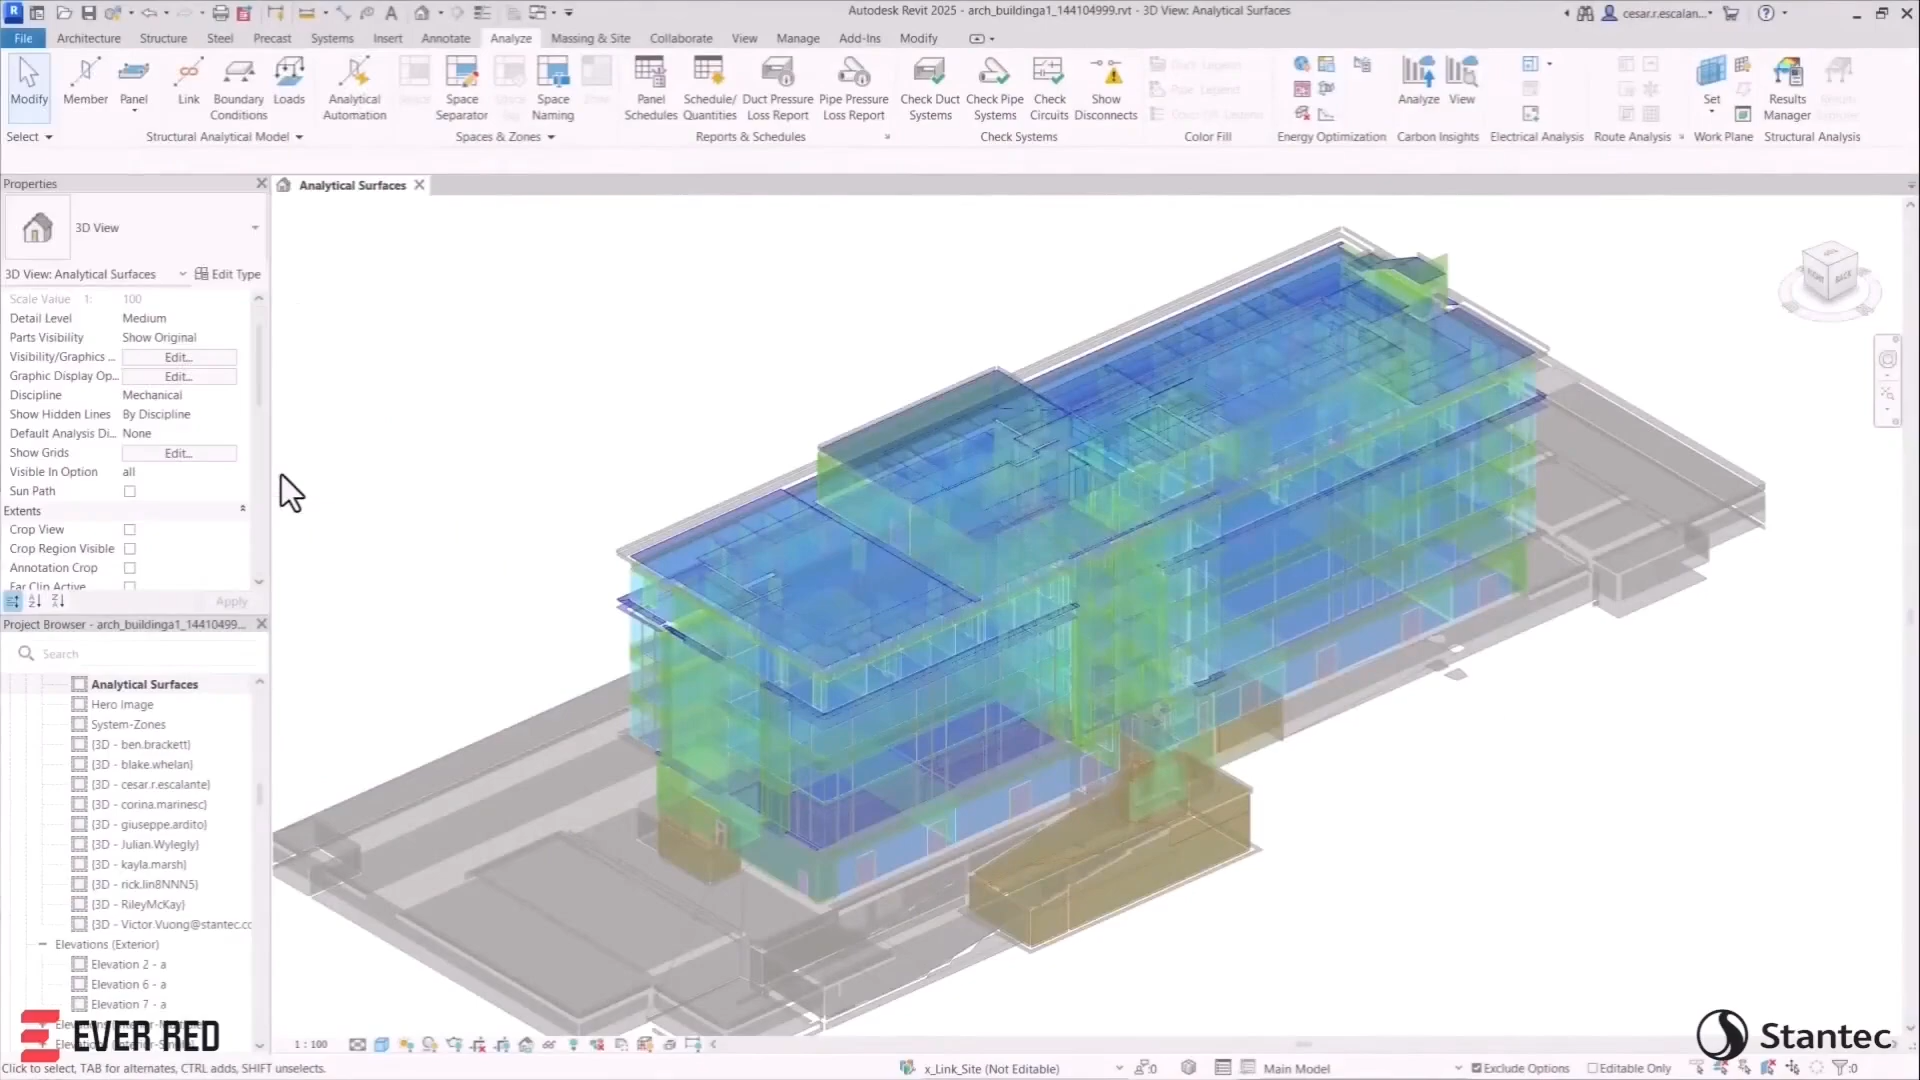 Autodesk Revit 2025 - arch_buildinga1_144104999.rvt - 3D View: Analytical Surfaces
cesar.r.escalan...
File Architecture Structure Steel Precast Systems Insert Annotate Analyze Massing & Site Collaborate View Manage Add-Ins Modify
Modify
Member
Panel
Link
Boundary Conditions
Loads
Analytical Automation
Space Separator
Space Naming
Panel Schedules
Schedule/ Quantities
Duct Pressure Loss Report
Pipe Pressure Loss Report
Check Duct Systems
Check Pipe Systems
Check Circuits
Show Disconnects
Duct Legend
Pipe Legend
Analyze
View
Set
Results Manager
Select
Structural Analytical Model
Spaces & Zones
Reports & Schedules
Check Systems
Color Fill
Energy Optimization
Carbon Insights
Electrical Analysis
Route Analysis
Work Plane
Structural Analysis
Properties
Analytical Surfaces
3D View
3D View: Analytical Surfaces
Edit Type
Scale Value 1: 100
Detail Level Medium
Parts Visibility Show Original
Visibility/Graphics ... Edit...
Graphic Display Op... Edit...
Discipline Mechanical
Show Hidden Lines By Discipline
Default Analysis Di... None
Show Grids Edit...
Visible In Option all
Sun Path
Extents
Crop View
Crop Region Visible
Annotation Crop
Far Clip Active
Apply
Project Browser - arch_buildinga1_14410499...
Search
Analytical Surfaces
Hero Image
System-Zones
{3D - ben.brackett}
{3D - blake.whelan}
{3D - cesar.r.escalante}
{3D - corina.marinesc}
{3D - giuseppe.ardito}
{3D - Julian.Wylegly}
{3D - kayla.marsh}
{3D - rick.lin8NNN5}
{3D - RileyMcKay}
{3D - Victor.Vuong@stantec.cc
Elevations (Exterior)
Elevation 2 - a
Elevation 6 - a
Elevation 7 - a
EVER RED
1 : 100
Stantec
Click to select, TAB for alternates, CTRL adds, SHIFT unselects.
x_Link_Site (Not Editable)
:0
Main Model
Exclude Options
Editable Only
:0
BACK